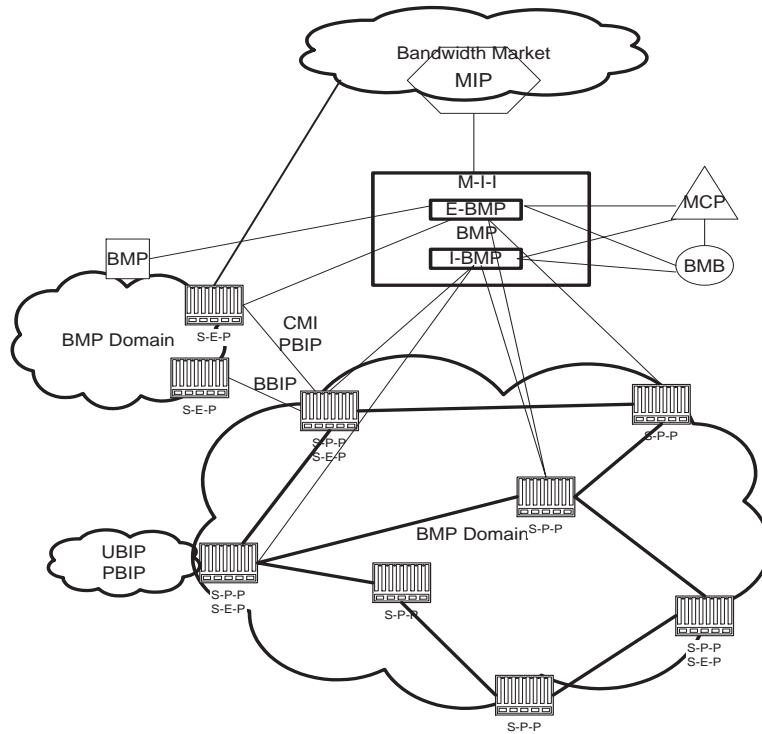 Bandwidth Market
MIP
M-I-I
E-BMP
BMP
I-BMP
MCP
BMB
BMP
S-E-P
BMP Domain
CMI
PBIP
S-E-P
BBIP
S-P-P
S-E-P
S-P-P
S-P-P
BMP Domain
UBIP
PBIP
S-P-P
S-E-P
S-P-P
S-P-P
S-E-P
S-P-P